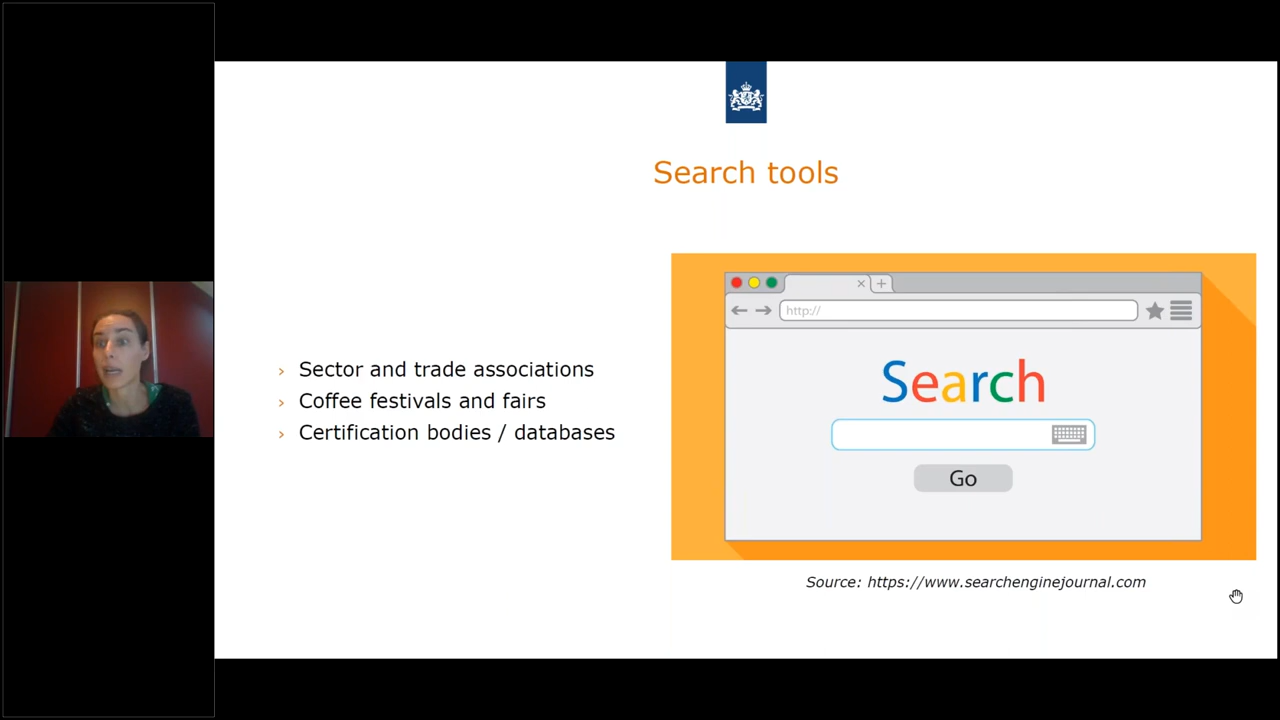 Search tools
› Sector and trade associations
› Coffee festivals and fairs
› Certification bodies / databases
http://
Search
Go
Source: https://www.searchenginejournal.com